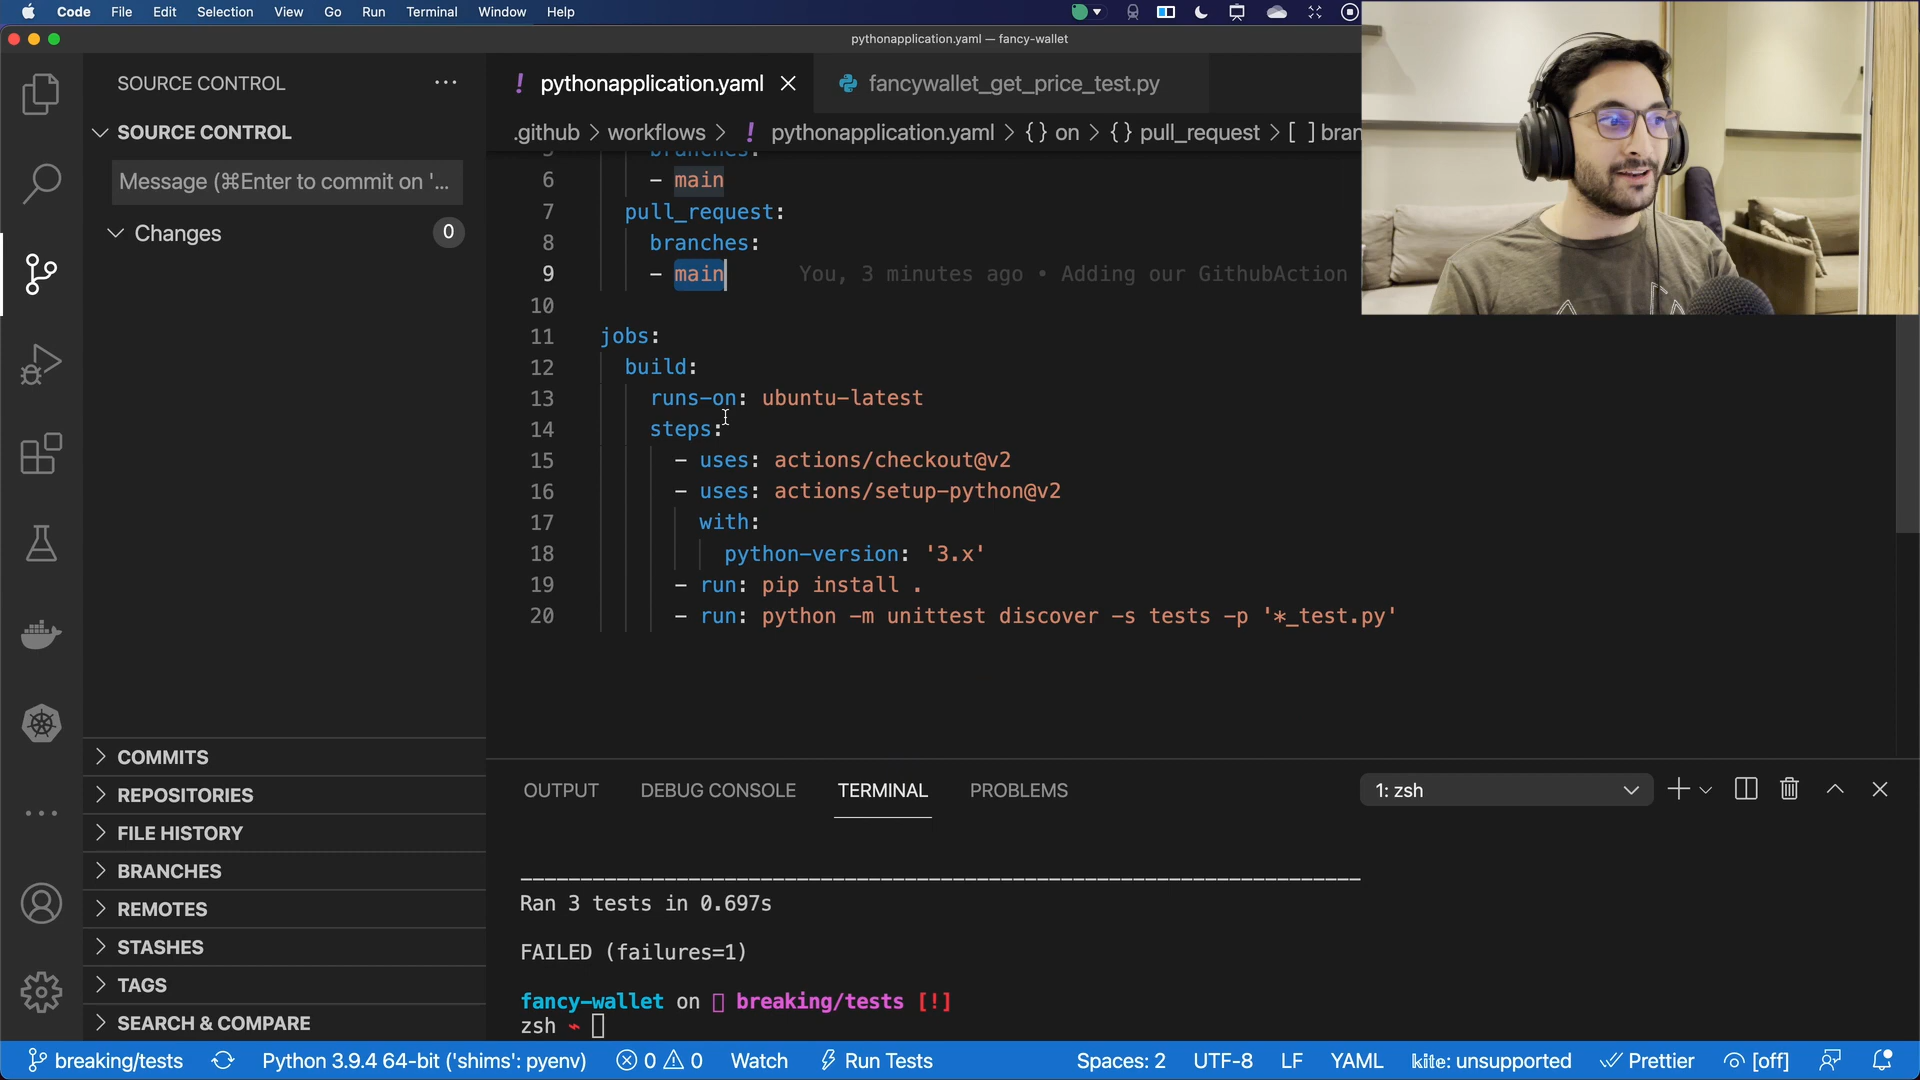 Code File Edit Selection View Go Run Terminal Window Help
pythonapplication.yaml — fancy-wallet
SOURCE CONTROL
pythonapplication.yaml
fancywallet_get_price_test.py
SOURCE CONTROL
.github > workflows > ! pythonapplication.yaml > {} on > {} pull_request > [ ] bran
Message (⌘Enter to commit on '...
Changes 0
branches:
6 - main
7 pull_request:
8 branches:
9 - main You, 3 minutes ago • Adding our GithubAction
10
11 jobs:
12 build:
13 runs-on: ubuntu-latest
14 steps:
15 - uses: actions/checkout@v2
16 - uses: actions/setup-python@v2
17 with:
18 python-version: '3.x'
19 - run: pip install .
20 - run: python -m unittest discover -s tests -p '*_test.py'
COMMITS
REPOSITORIES
FILE HISTORY
BRANCHES
REMOTES
STASHES
TAGS
SEARCH & COMPARE
OUTPUT DEBUG CONSOLE TERMINAL PROBLEMS 1: zsh
Ran 3 tests in 0.697s
FAILED (failures=1)
fancy-wallet on breaking/tests [!]
zsh
breaking/tests Python 3.9.4 64-bit ('shims': pyenv) 0 0 Watch Run Tests Spaces: 2 UTF-8 LF YAML kite: unsupported Prettier [off]